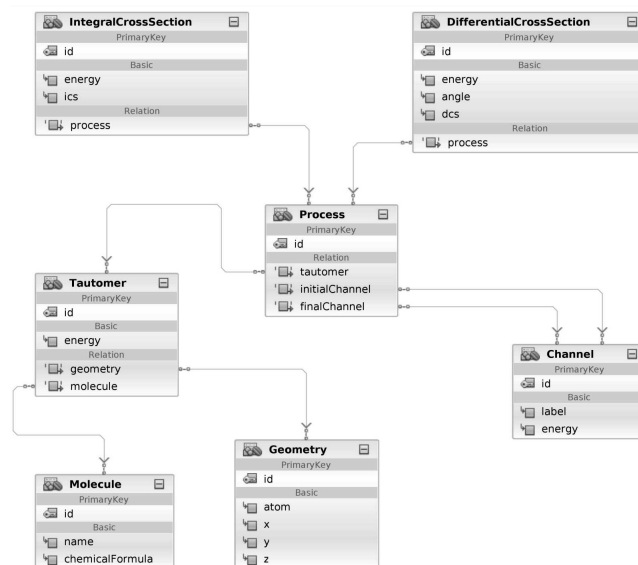 IntegralCrossSection
PrimaryKey
id
Basic
energy
ics
Relation
process
DifferentialCrossSection
PrimaryKey
id
Basic
energy
angle
dcs
Relation
process
Process
PrimaryKey
id
Relation
tautomer
initialChannel
finalChannel
Tautomer
PrimaryKey
id
Basic
energy
Relation
geometry
molecule
Channel
PrimaryKey
id
Basic
label
energy
Molecule
PrimaryKey
id
Basic
name
chemicalFormula
Geometry
PrimaryKey
id
Basic
atom
x
y
z